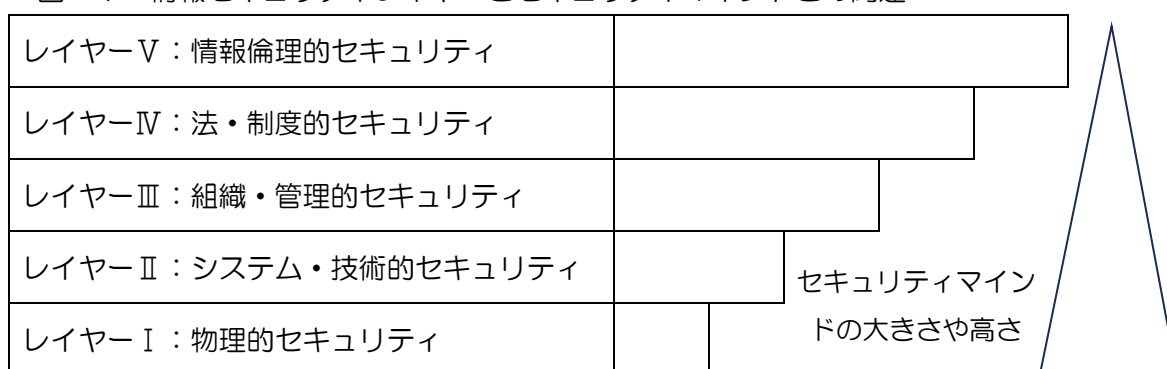 レイヤーⅤ：情報倫理的セキュリティ
レイヤーⅣ：法・制度的セキュリティ
レイヤーⅢ：組織・管理的セキュリティ
レイヤーⅡ：システム・技術的セキュリティ
セキュリティマイン
ドの大きさや高さ
レイヤーⅠ：物理的セキュリティ